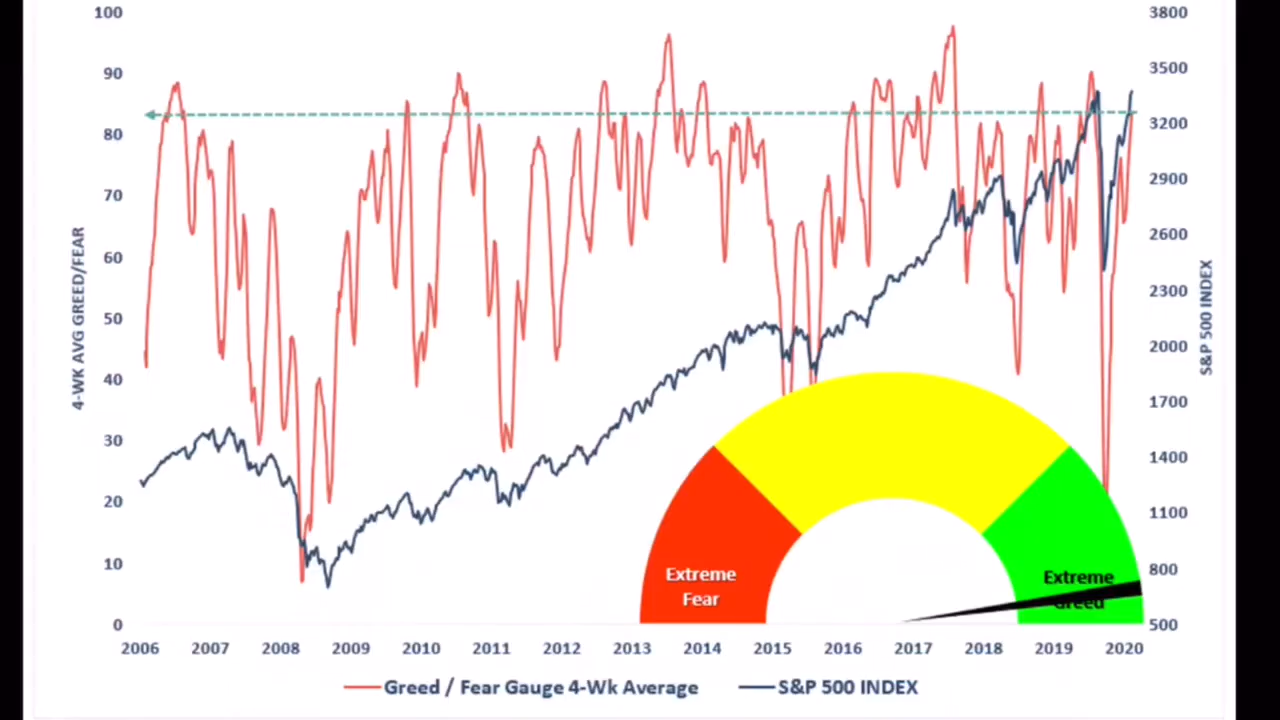 100
90
80
70
60
50
40
30
20
10
0
4-WK AVG GREED/FEAR
3800
3500
3200
2900
2600
2300
2000
1700
1400
1100
800
500
S&P 500 INDEX
Extreme
Fear
Extreme
Greed
2006 2007 2008 2009 2010 2011 2012 2013 2014 2015 2016 2017 2018 2019 2020
Greed / Fear Gauge 4-Wk Average S&P 500 INDEX